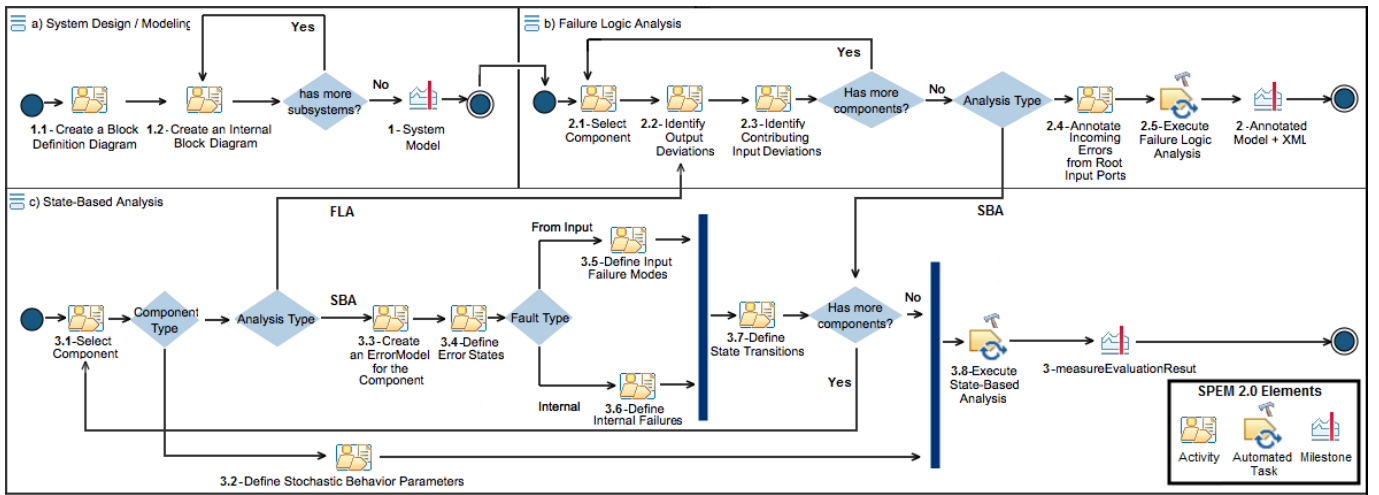 a) System Design / Modeling
Yes
has more
subsystems?
No
1.1 - Create a Block
Definition Diagram
1.2 - Create an Internal
Block Diagram
1 - System
Model
b) Failure Logic Analysis
Yes
Has more
components?
No
Analysis Type
2.1-Select
Component
2.2- Identify
Output
Deviations
2.3- Identify
Contributing
Input Deviations
2.4- Annotate
Incoming
Errors
from Root
Input Ports
2.5-Execute
Failure Logic
Analysis
2 - Annotated
Model + XML
c) State-Based Analysis
FLA
SBA
From Input
3.5-Define Input
Failure Modes
Component
Type
Analysis Type
SBA
Fault Type
Has more
components?
No
3.1-Select
Component
3.3- Create
an ErrorModel
for the
Component
3.4- Define
Error States
3.7- Define
State Transitions
Yes
3.8-Execute
State-Based
Analysis
3 -measureEvaluationResut
Internal
3.6-Define
Internal Failures
3.2-Define Stochastic Behavior Parameters
SPEM 2.0 Elements
Activity
Automated
Task
Milestone